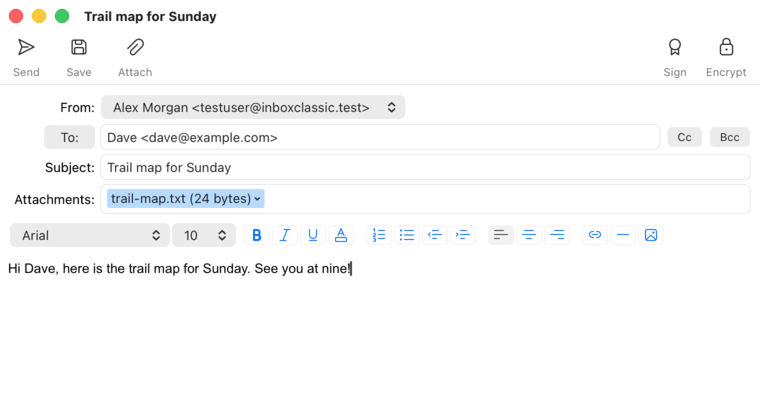 Trail map for Sunday
Send Save Attach Sign Encrypt
From: Alex Morgan <testuser@inboxclassic.test>
To: Dave <dave@example.com> Cc Bcc
Subject: Trail map for Sunday
Attachments: trail-map.txt (24 bytes)
Arial 10 B I U A
Hi Dave, here is the trail map for Sunday. See you at nine!